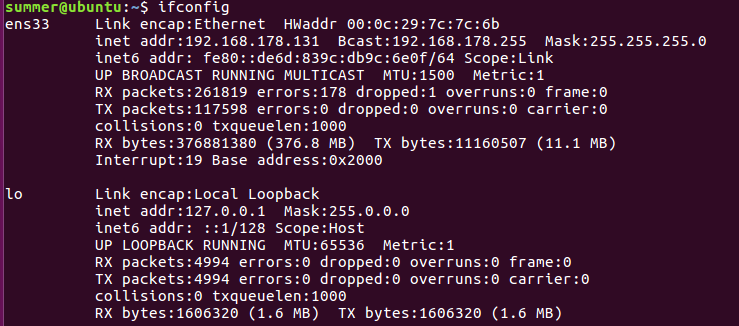 summer@ubuntu:~$ ifconfig
ens33     Link encap:Ethernet  HWaddr 00:0c:29:7c:7c:6b
          inet addr:192.168.178.131  Bcast:192.168.178.255  Mask:255.255.255.0
          inet6 addr: fe80::de6d:839c:db9c:6e0f/64 Scope:Link
          UP BROADCAST RUNNING MULTICAST  MTU:1500  Metric:1
          RX packets:261819 errors:178 dropped:1 overruns:0 frame:0
          TX packets:117598 errors:0 dropped:0 overruns:0 carrier:0
          collisions:0 txqueuelen:1000
          RX bytes:376881380 (376.8 MB)  TX bytes:11160507 (11.1 MB)
          Interrupt:19 Base address:0x2000

lo        Link encap:Local Loopback
          inet addr:127.0.0.1  Mask:255.0.0.0
          inet6 addr: ::1/128 Scope:Host
          UP LOOPBACK RUNNING  MTU:65536  Metric:1
          RX packets:4994 errors:0 dropped:0 overruns:0 frame:0
          TX packets:4994 errors:0 dropped:0 overruns:0 carrier:0
          collisions:0 txqueuelen:1000
          RX bytes:1606320 (1.6 MB)  TX bytes:1606320 (1.6 MB)